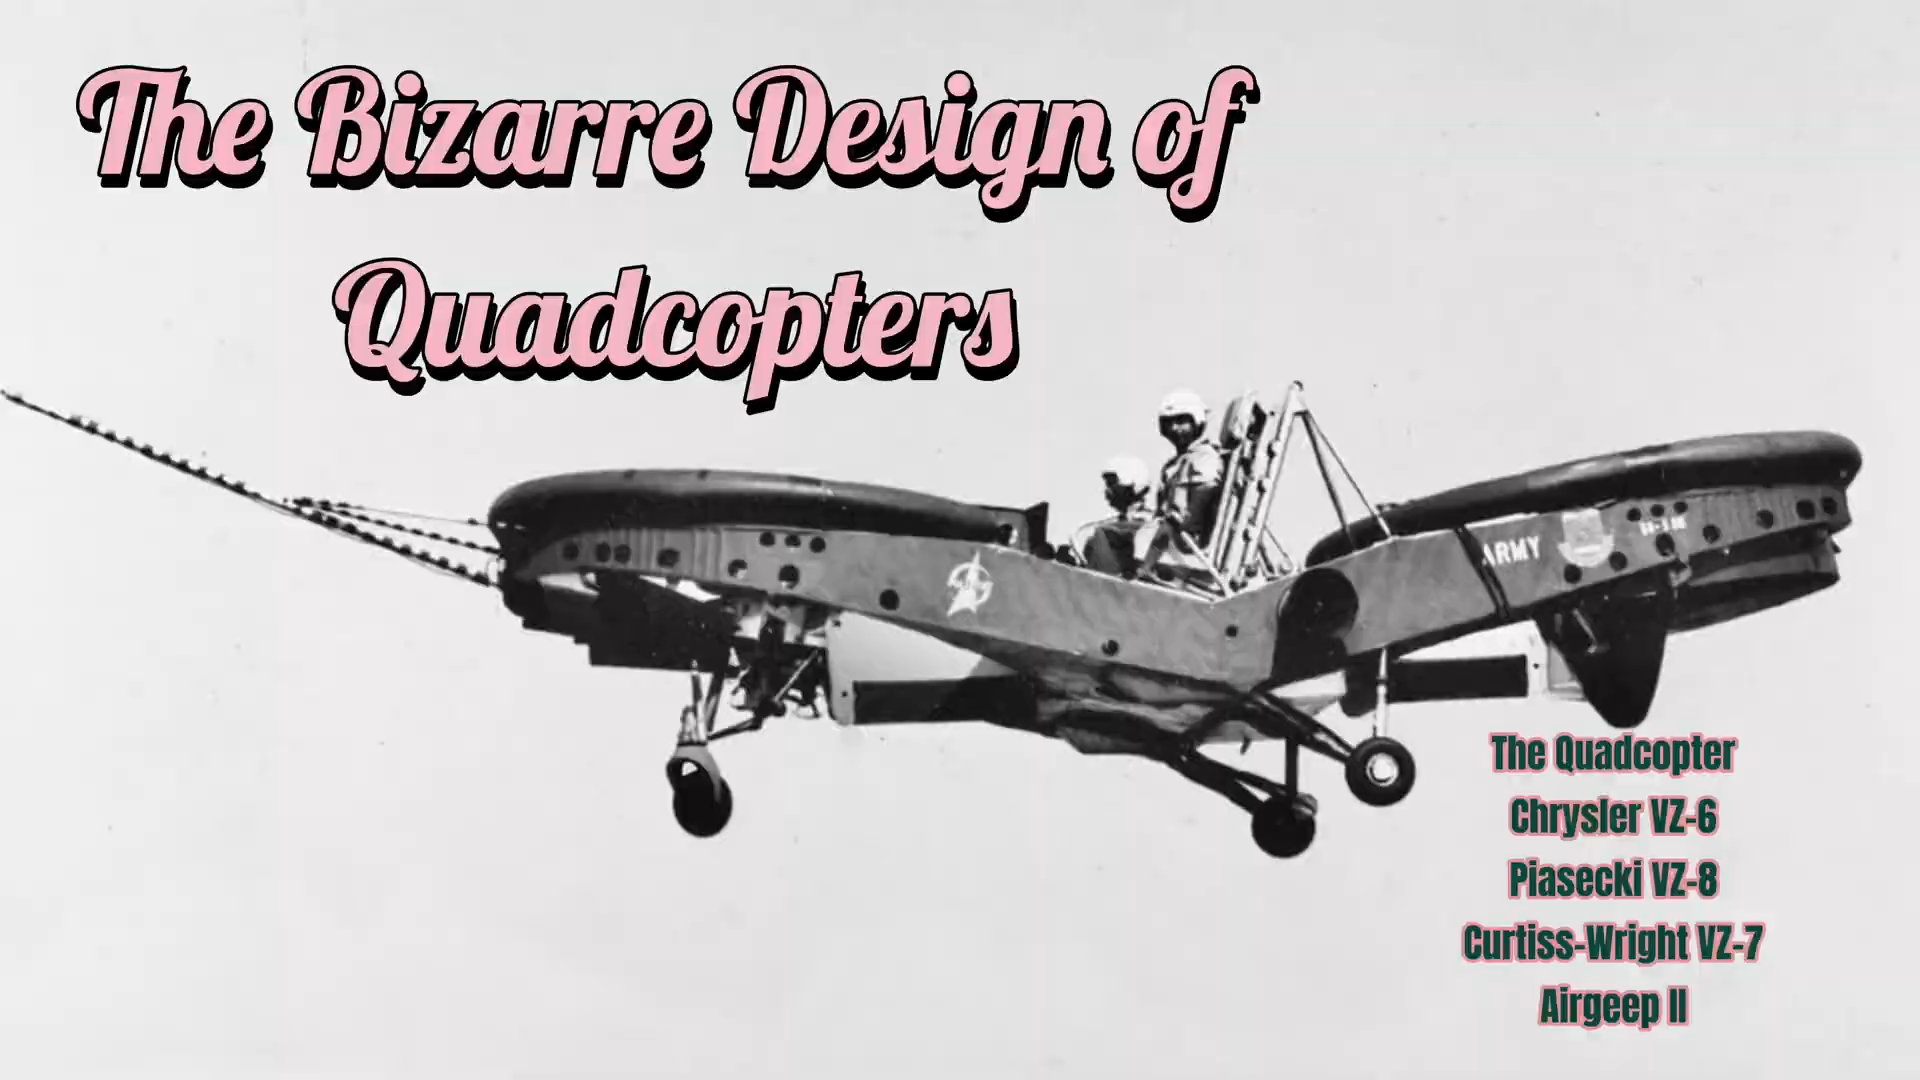 The Bizarre Design of
Quadcopters
ARMY
The Quadcopter
Chrysler VZ-6
Piasecki VZ-8
Curtiss-Wright VZ-7
Airgeep II